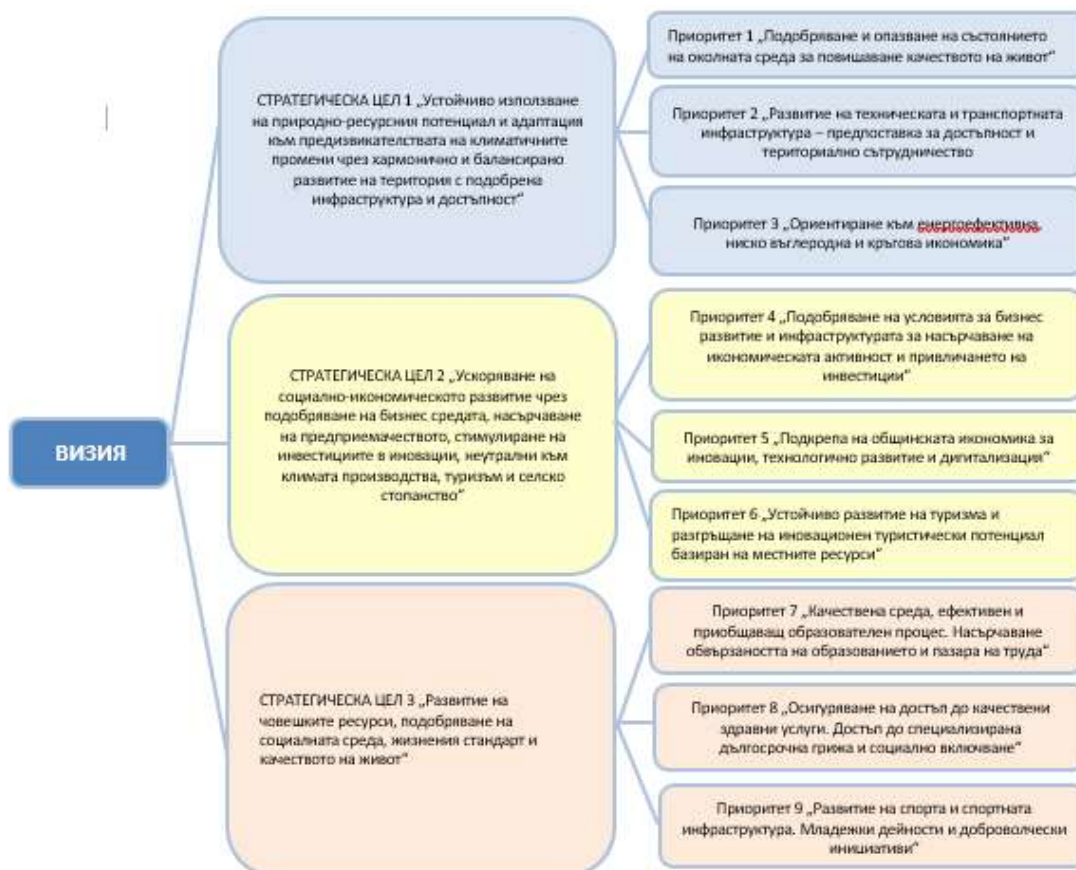 ВИЗИЯ
СТРАТЕГИЧЕСКА ЦЕЛ 1 „Устойчиво използване
на природно-ресурсния потенциал и адаптация
към предизвикателствата на климатичните
промени чрез хармонично и балансирано
развитие на територия с подобрена
инфраструктура и достъпност“
Приоритет 1 „Подобряване и опазване на състоянието
на околната среда за повишаване качеството на живот“
Приоритет 2 „Развитие на техническата и транспортната
инфраструктура – предпоставка за достъпност и
териториално сътрудничество
Приоритет 3 „Ориентиране към енергоефективна,
ниско въглеродна и кръгова икономика“
СТРАТЕГИЧЕСКА ЦЕЛ 2 „Ускоряване на
социално-икономическото развитие чрез
подобряване на бизнес средата, насърчаване
на предприемачеството, стимулиране на
инвестициите в иновации, неутрални към
климата производства, туризъм и селско
стопанство“
Приоритет 4 „Подобряване на условията за бизнес
развитие и инфраструктурата за насърчаване на
икономическата активност и привличането на
инвестиции“
Приоритет 5 „Подкрепа на общинската икономика за
иновации, технологично развитие и дигитализация“
Приоритет 6 „Устойчиво развитие на туризма и
разгръщане на иновационен туристически потенциал
базиран на местните ресурси“
СТРАТЕГИЧЕСКА ЦЕЛ 3 „Развитие на
човешките ресурси, подобряване на
социалната среда, жизнения стандарт и
качеството на живот“
Приоритет 7 „Качествена среда, ефективен и
приобщаващ образователен процес. Насърчаване
обвързаността на образованието и пазара на труда“
Приоритет 8 „Осигуряване на достъп до качествени
здравни услуги. Достъп до специализирана
дългосрочна грижа и социално включване“
Приоритет 9 „Развитие на спорта и спортната
инфраструктура. Младежки дейности и доброволчески
инициативи“